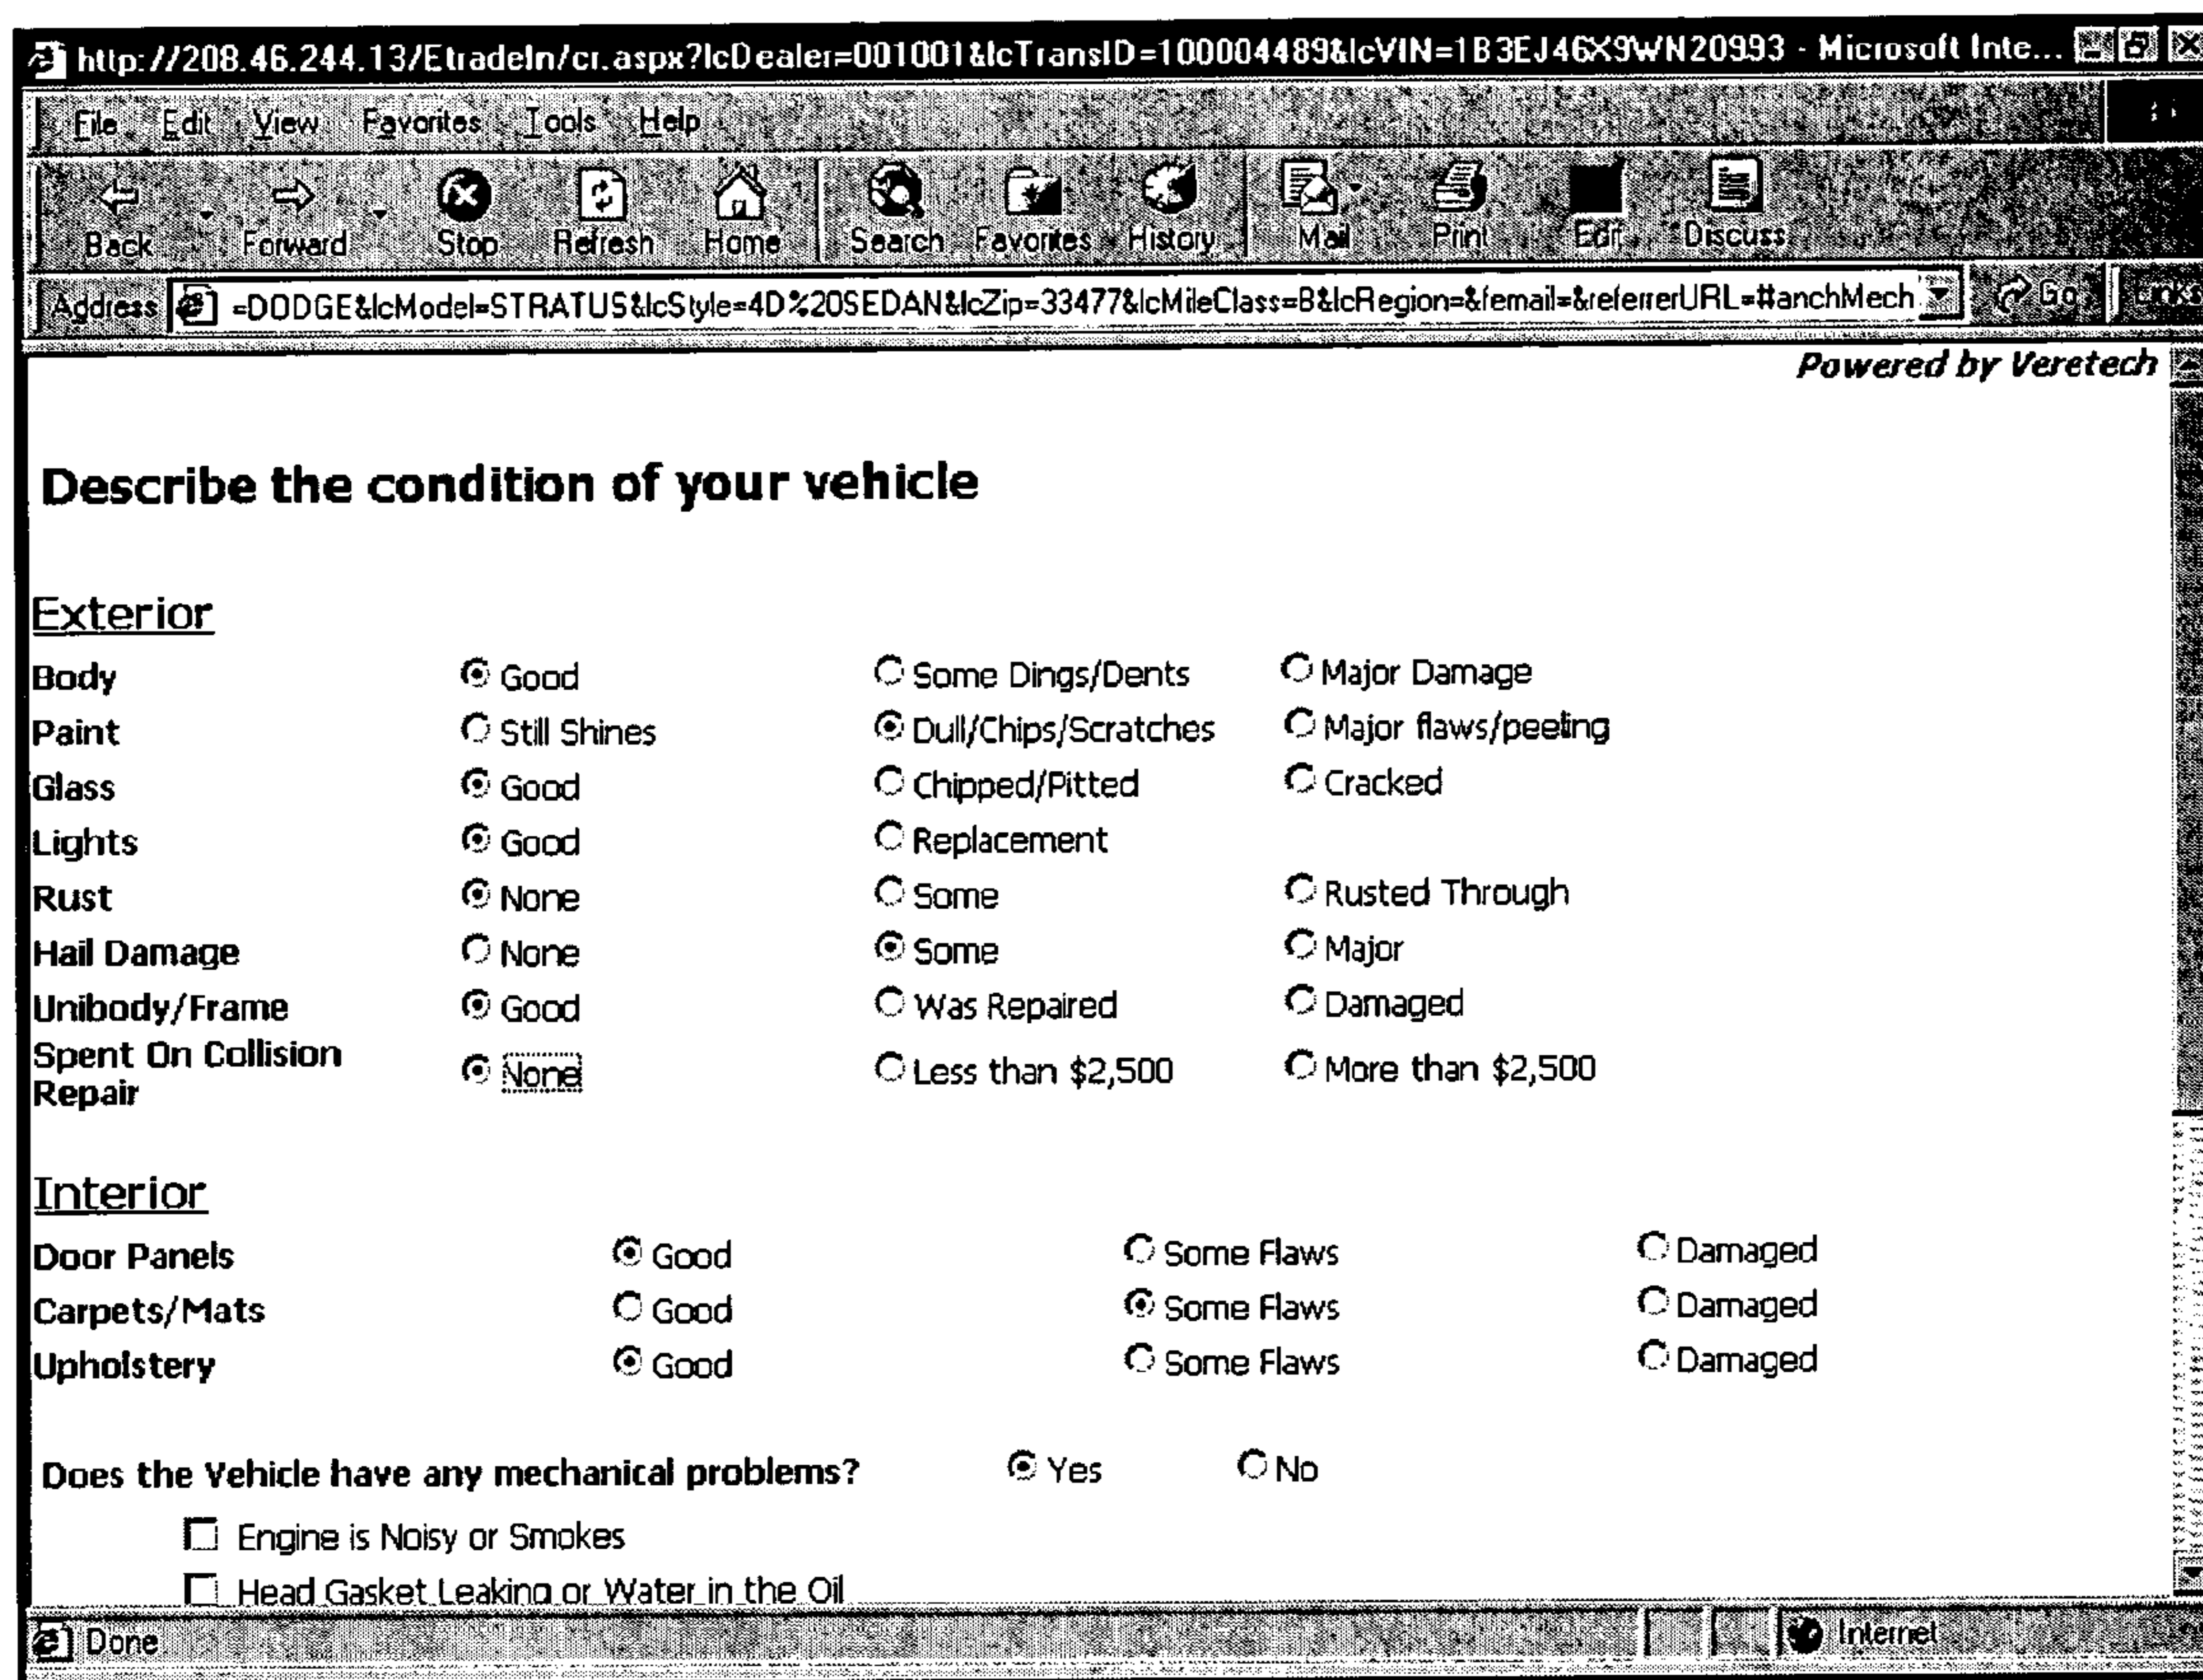 http://208.46.244.13/EtradeIn/cr.aspx?lcDealer=001001&lcTransID=100004489&lcVIN=1B3EJ46X9WN20993 - Microsoft Inte...
File Edit View Favorites Tools Help
Back Forward Stop Refresh Home Search Favorites History Mail Print Edit Discuss
Address =DODGE&lcModel=STRATUS&lcStyle=4D%20SEDAN&lcZip=33477&lcMileClass=B&lcRegion=&femail=&referrerURL=#anchMech Go Links
Powered by Veretech
Describe the condition of your vehicle
Exterior
Body Good Some Dings/Dents Major Damage
Paint Still Shines Dull/Chips/Scratches Major flaws/peeling
Glass Good Chipped/Pitted Cracked
Lights Good Replacement
Rust None Some Rusted Through
Hail Damage None Some Major
Unibody/Frame Good Was Repaired Damaged
Spent On Collision
Repair None Less than $2,500 More than $2,500
Interior
Door Panels Good Some Flaws Damaged
Carpets/Mats Good Some Flaws Damaged
Upholstery Good Some Flaws Damaged
Does the Vehicle have any mechanical problems? Yes No
Engine is Noisy or Smokes
Head Gasket Leaking or Water in the Oil
Done Internet